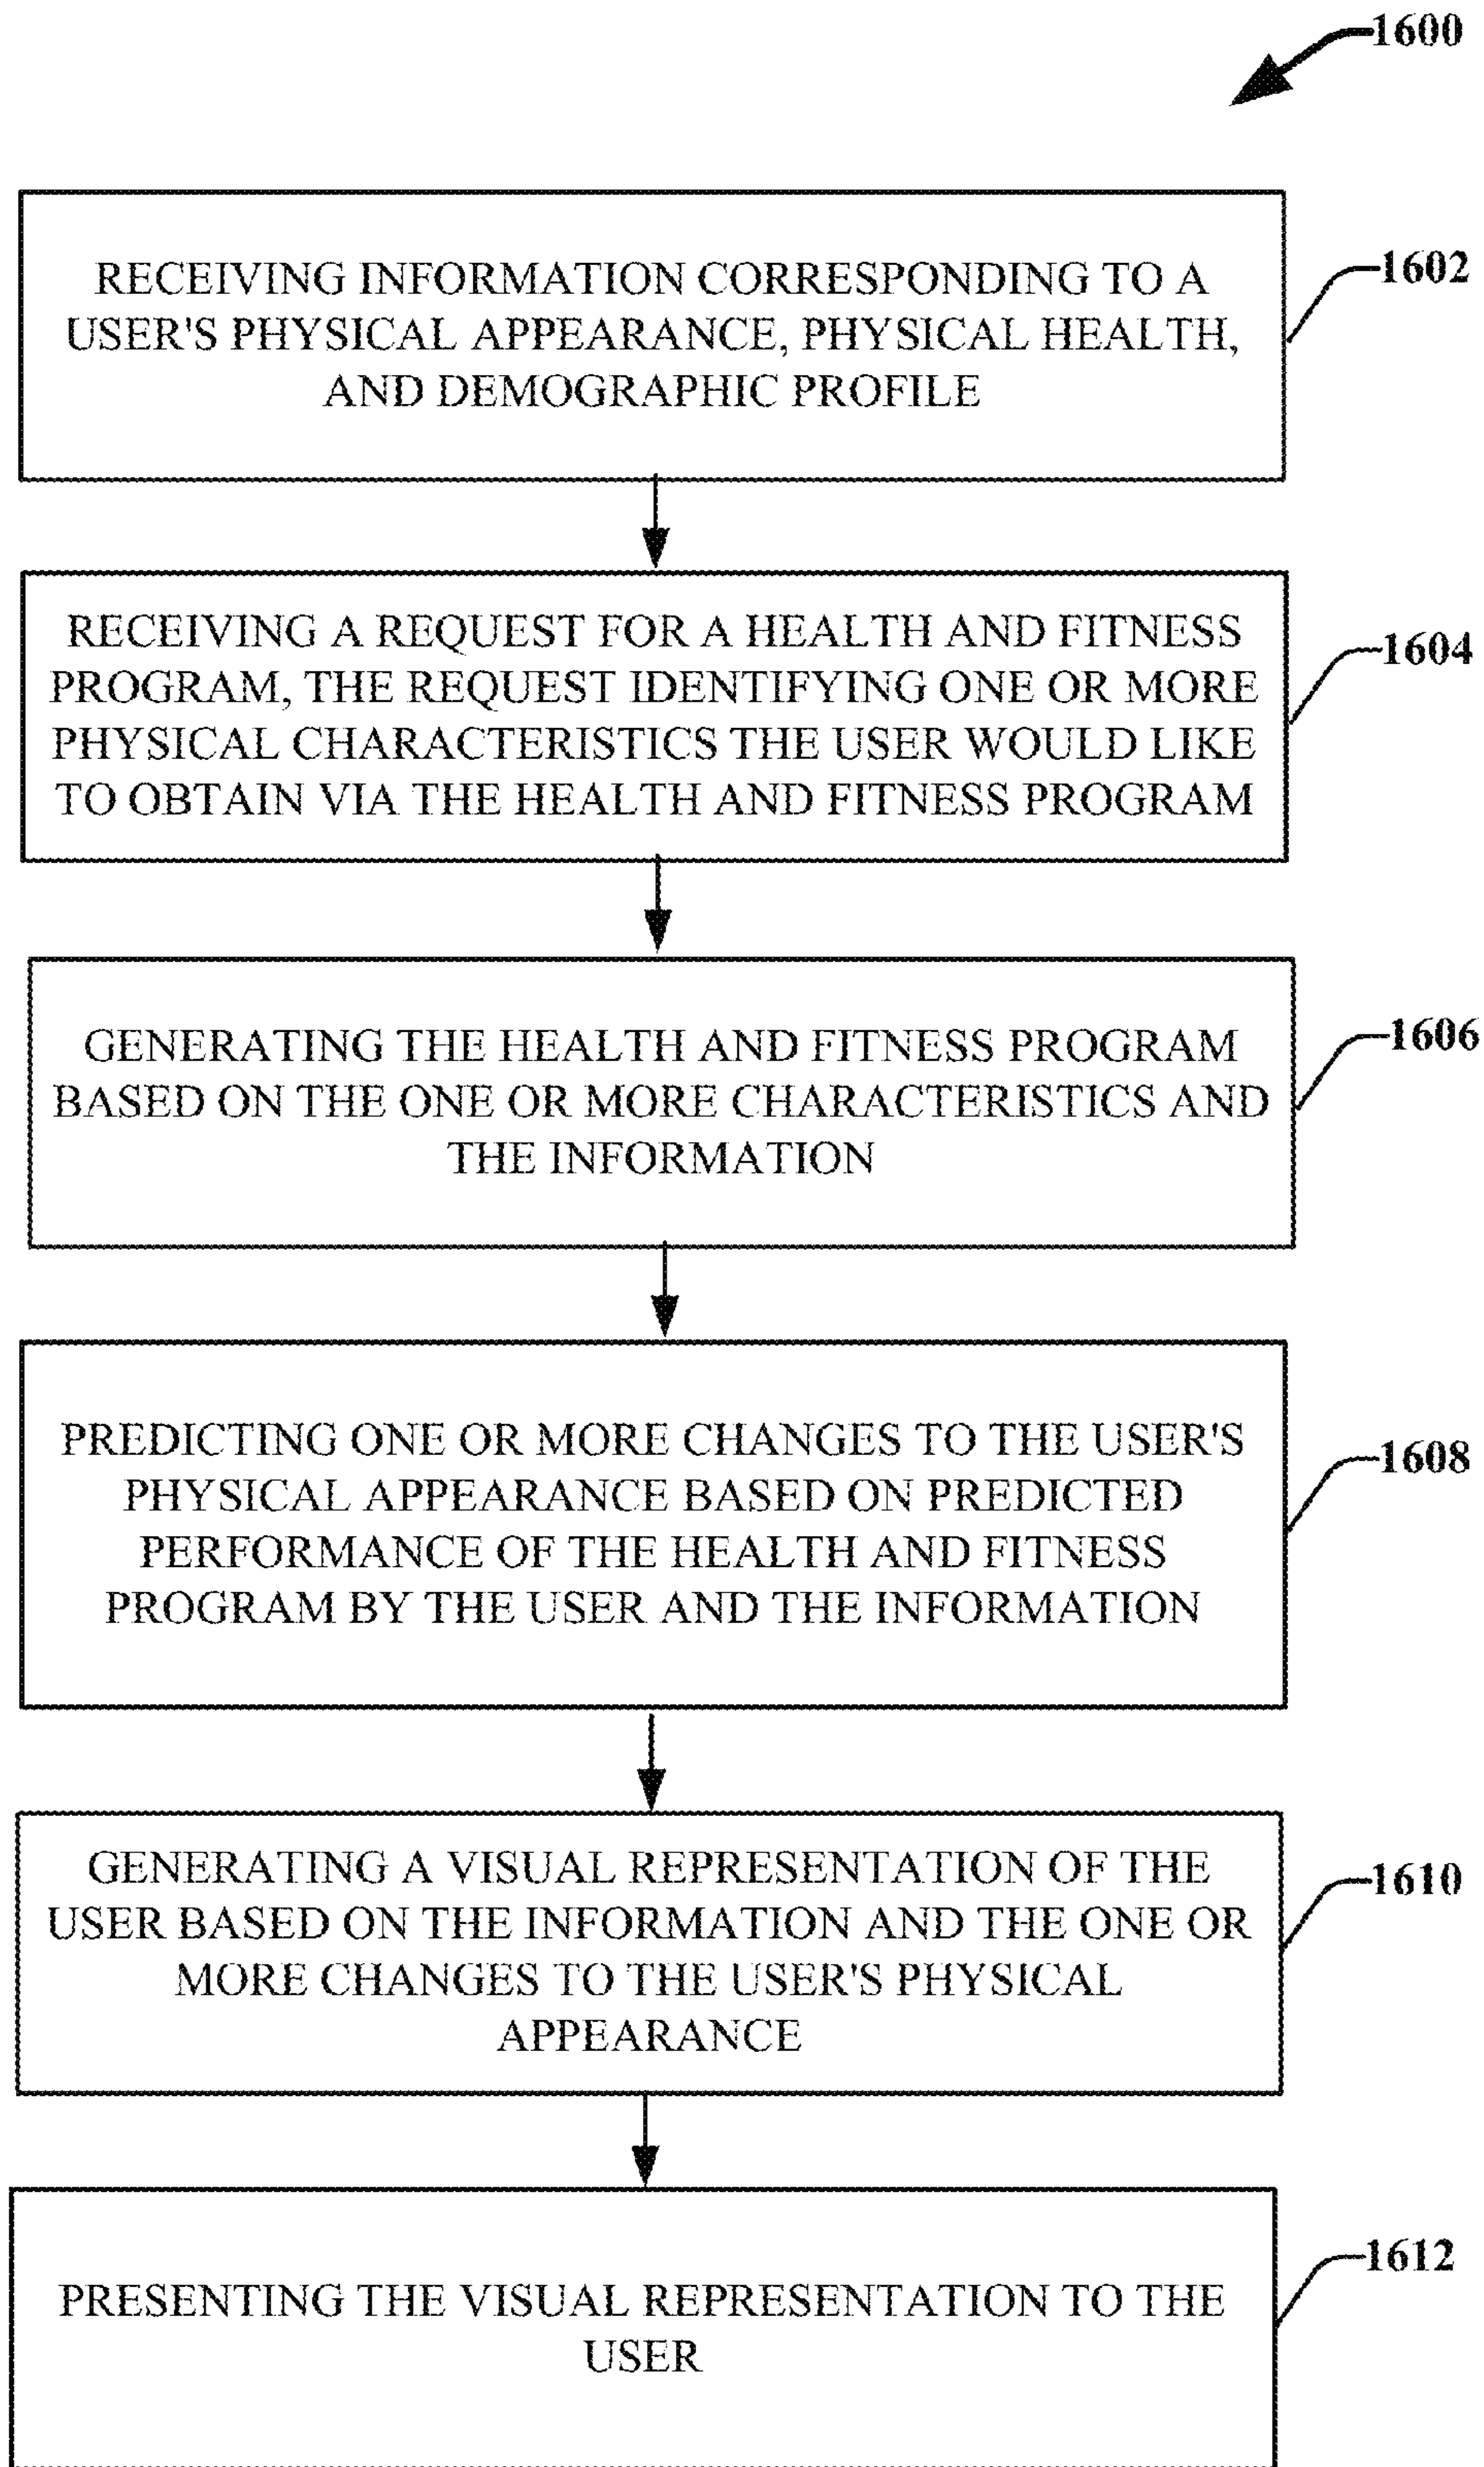 1600
RECEIVING INFORMATION CORRESPONDING TO A
USER'S PHYSICAL APPEARANCE, PHYSICAL HEALTH,
AND DEMOGRAPHIC PROFILE
1602
RECEIVING A REQUEST FOR A HEALTH AND FITNESS
PROGRAM, THE REQUEST IDENTIFYING ONE OR MORE
PHYSICAL CHARACTERISTICS THE USER WOULD LIKE
TO OBTAIN VIA THE HEALTH AND FITNESS PROGRAM
1604
GENERATING THE HEALTH AND FITNESS PROGRAM
BASED ON THE ONE OR MORE CHARACTERISTICS AND
THE INFORMATION
1606
PREDICTING ONE OR MORE CHANGES TO THE USER'S
PHYSICAL APPEARANCE BASED ON PREDICTED
PERFORMANCE OF THE HEALTH AND FITNESS
PROGRAM BY THE USER AND THE INFORMATION
1608
GENERATING A VISUAL REPRESENTATION OF THE
USER BASED ON THE INFORMATION AND THE ONE OR
MORE CHANGES TO THE USER'S PHYSICAL
APPEARANCE
1610
PRESENTING THE VISUAL REPRESENTATION TO THE
USER
1612